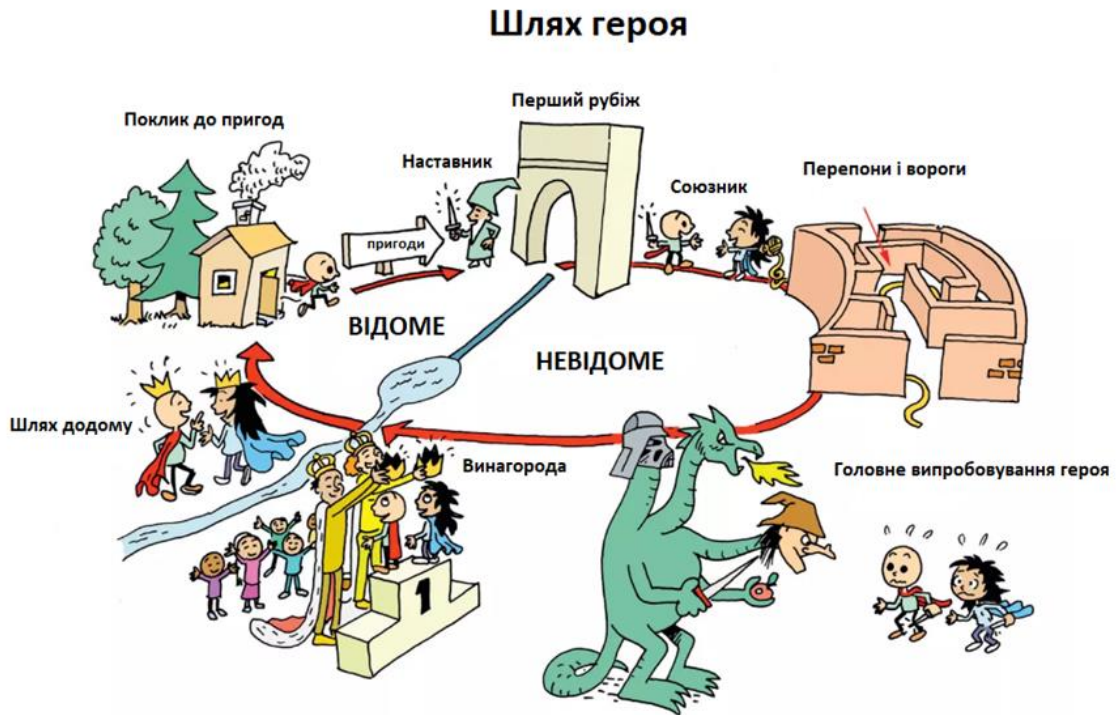 Шлях героя
Поклик до пригод
Наставник
Перший рубіж
Союзник
Перепони і вороги
пригоди
ВІДОМЕ
НЕВІДОМЕ
Шлях додому
Винагорода
Головне випробовування героя
1